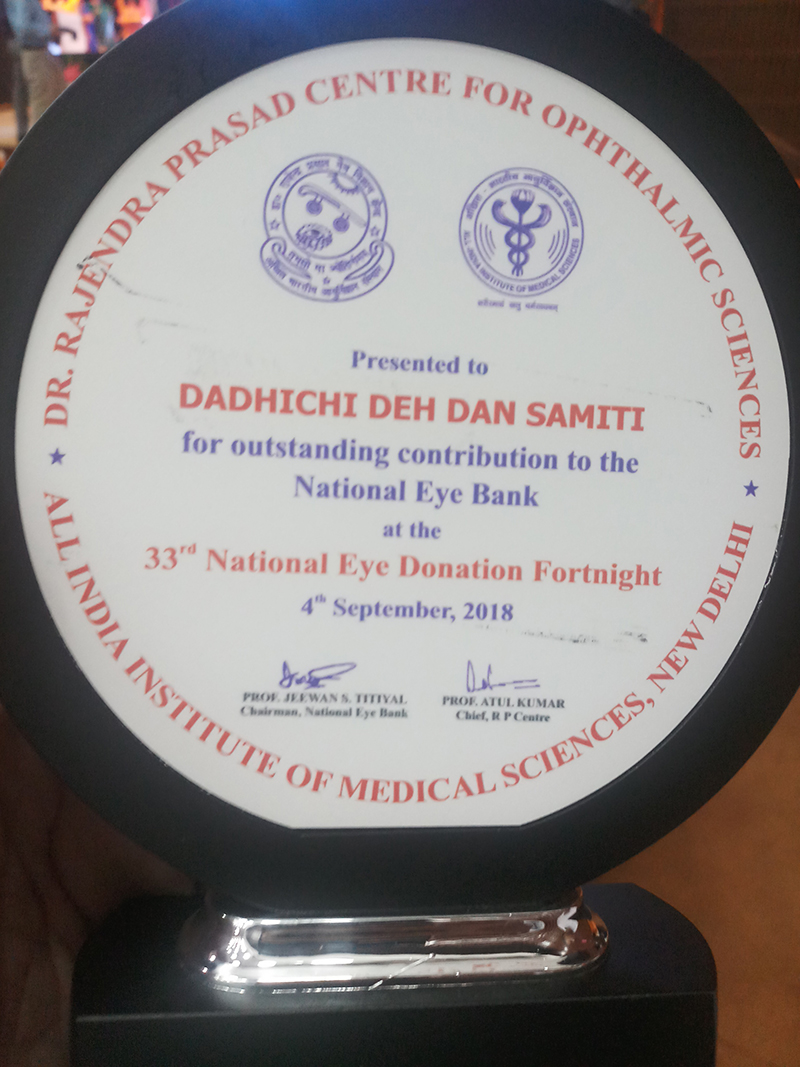 DR. RAJENDRA PRASAD CENTRE FOR OPHTHALMIC SCIENCES
ALL INDIA INSTITUTE OF MEDICAL SCIENCES
Presented to
DADHICHI DEH DAN SAMITI
for outstanding contribution to the
National Eye Bank
at the
33rd National Eye Donation Fortnight
4th September, 2018
PROF. JEEWAN S. TITIYAL
Chairman, National Eye Bank
PROF. ATUL KUMAR
Chief, R P Centre
ALL INDIA INSTITUTE OF MEDICAL SCIENCES, NEW DELHI